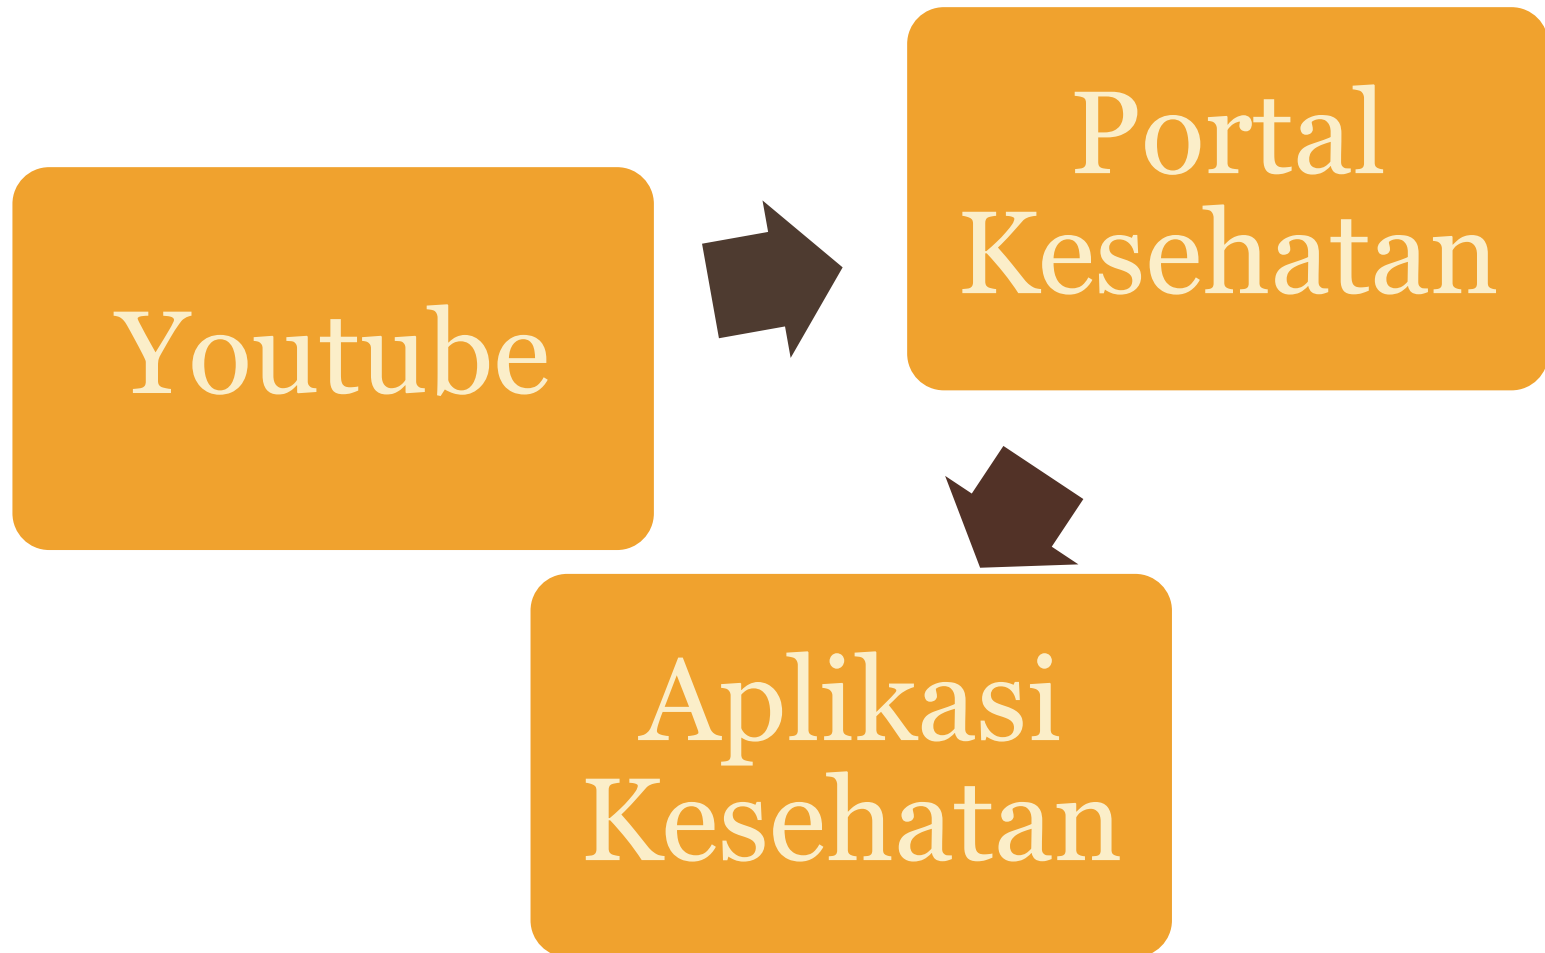 Youtube
Portal
Kesehatan
Aplikasi
Kesehatan